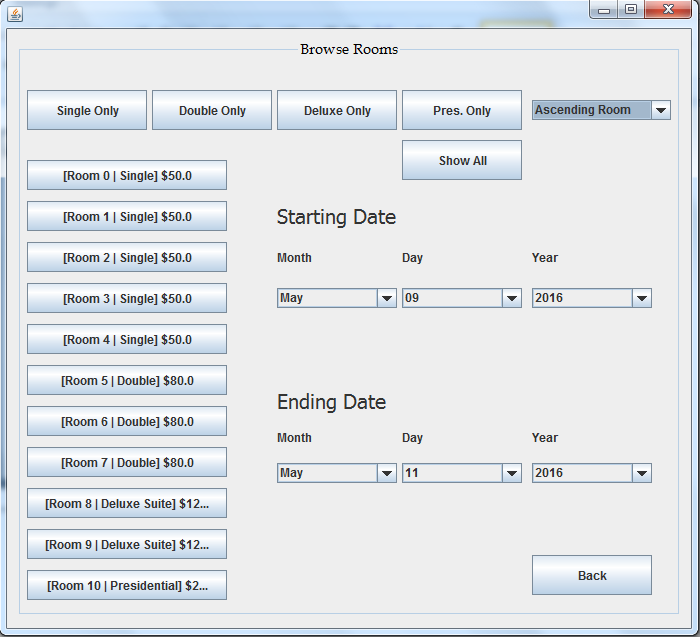 Browse Rooms
Single Only Double Only Deluxe Only Pres. Only Ascending Room
Show All
[Room 0 | Single] $50.0
[Room 1 | Single] $50.0
[Room 2 | Single] $50.0
[Room 3 | Single] $50.0
[Room 4 | Single] $50.0
[Room 5 | Double] $80.0
[Room 6 | Double] $80.0
[Room 7 | Double] $80.0
[Room 8 | Deluxe Suite] $12...
[Room 9 | Deluxe Suite] $12...
[Room 10 | Presidential] $2...
Starting Date
Month Day Year
May 09 2016
Ending Date
Month Day Year
May 11 2016
Back